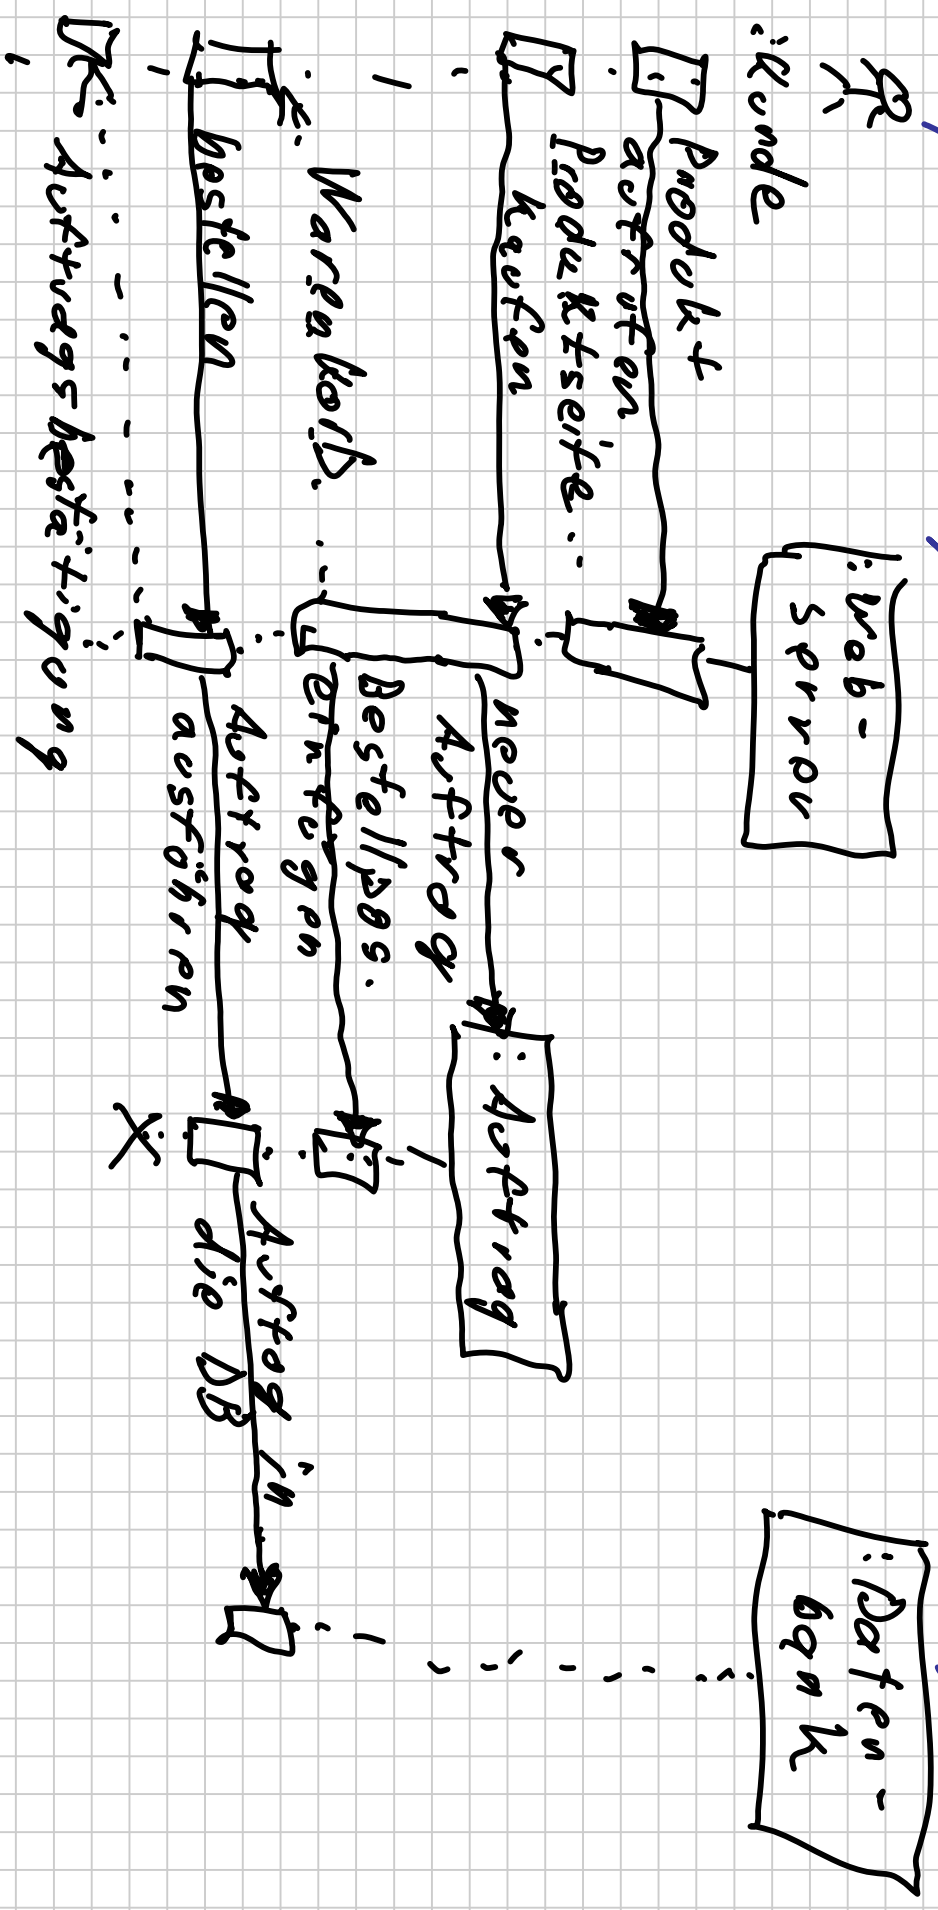 :Kunde
:Web-
server
:Daten-
bank
Produkt
aufrufen
Produktseite
kaufen
neuer
Auftrag
:Auftrag
Warenkorb
Bestellpos.
einfügen
bestellen
Auftrag
ausführen
Auftrag in
die DB
Auftragsbestätigung